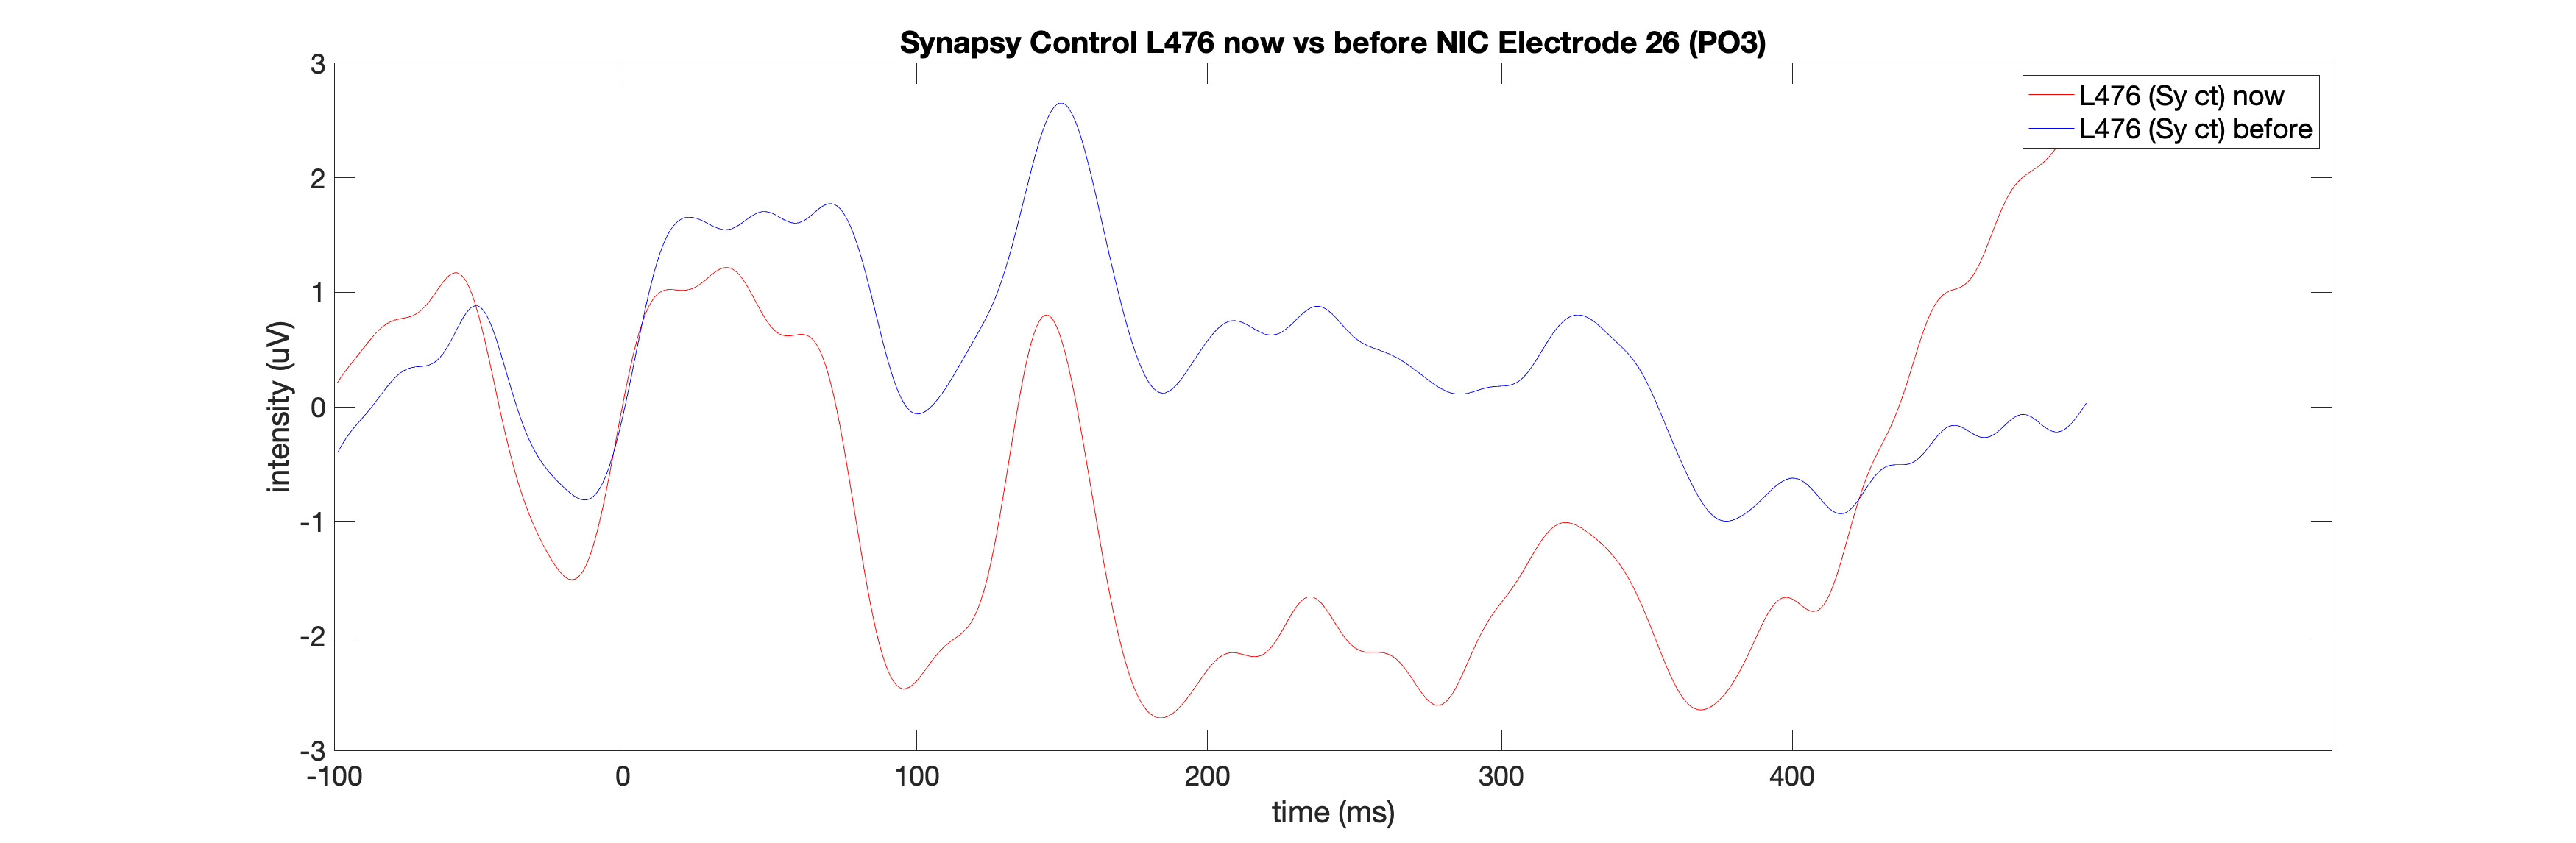 Synapsy Control L476 now vs before NIC Electrode 26 (PO3)
3
2
1
0
-1
-2
-3
intensity (uV)
L476 (Sy ct) now
L476 (Sy ct) before
-100 0 100 200 300 400
time (ms)